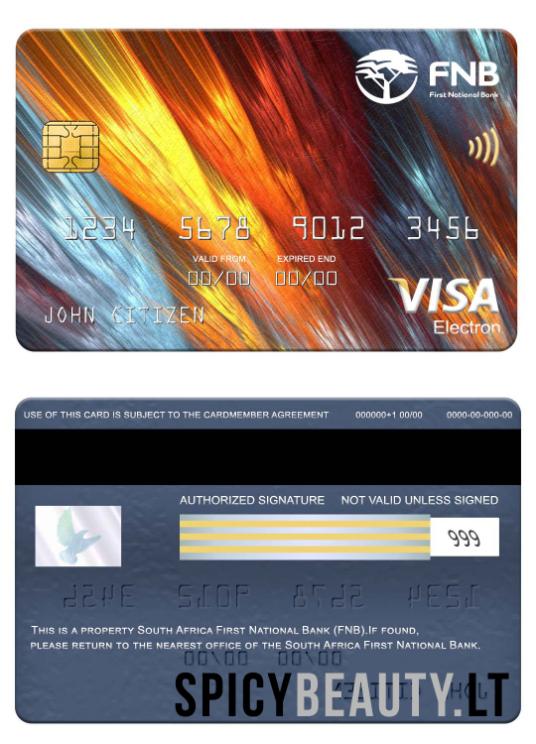 FNB
First National Bank
1234 5678 9012 3456
VALID FROM EXPIRED END
00/00 00/00
JOHN CITIZEN
VISA
Electron
USE OF THIS CARD IS SUBJECT TO THE CARDMEMBER AGREEMENT 000000+1 00/00 0000-00-000-00
AUTHORIZED SIGNATURE NOT VALID UNLESS SIGNED
999
THIS IS A PROPERTY SOUTH AFRICA FIRST NATIONAL BANK (FNB).IF FOUND,
PLEASE RETURN TO THE NEAREST OFFICE OF THE SOUTH AFRICA FIRST NATIONAL BANK.
SPICYBEAUTY.LT